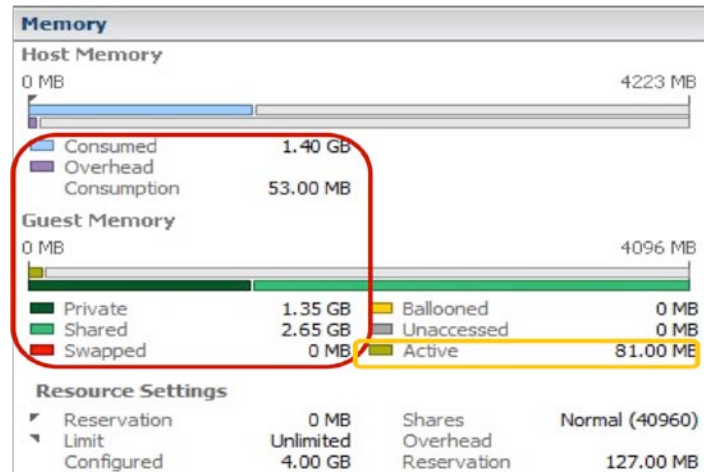 Memory
Host Memory
0 MB 4223 MB
Consumed 1.40 GB
Overhead
Consumption 53.00 MB
Guest Memory
0 MB 4096 MB
Private 1.35 GB Ballooned 0 MB
Shared 2.65 GB Unaccessed 0 MB
Swapped 0 MB Active 81.00 MB
Resource Settings
Reservation 0 MB Shares Normal (40960)
Limit Unlimited Overhead
Configured 4.00 GB Reservation 127.00 MB